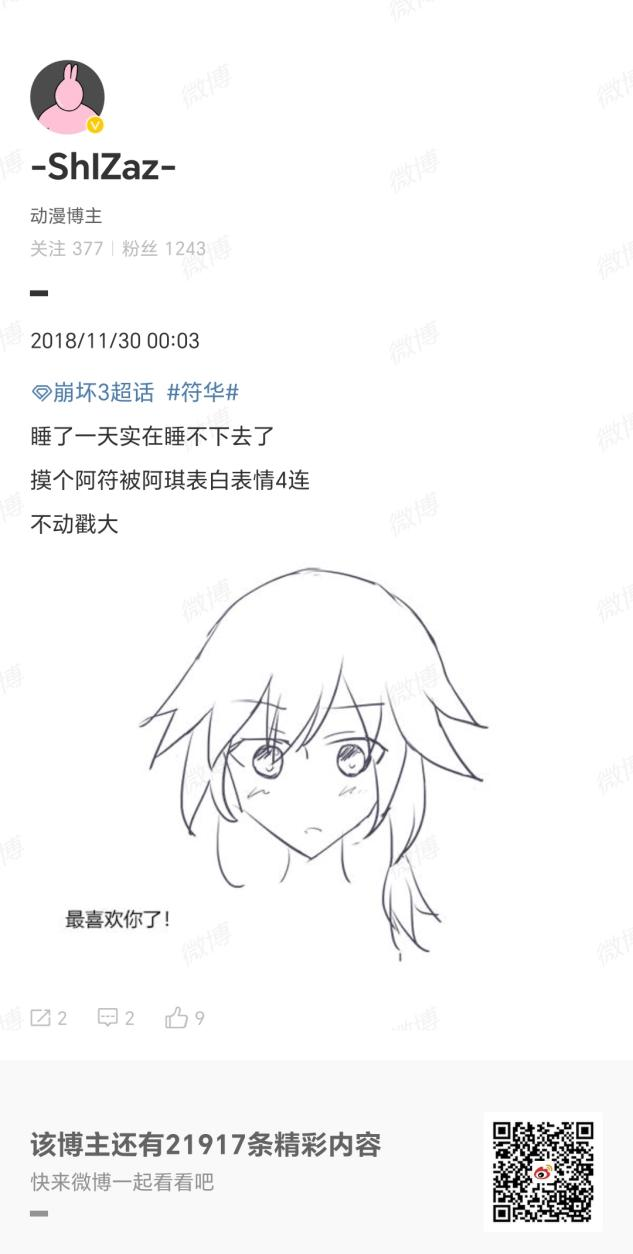 -ShIZaz-
动漫博主
关注 377 | 粉丝 1243
2018/11/30 00:03
崩坏3超话 #符华#
睡了一天实在睡不下去了
摸个阿符被阿琪表白表情4连
不动戳大
最喜欢你了！
2 2 9
该博主还有21917条精彩内容
快来微博一起看看吧
微博